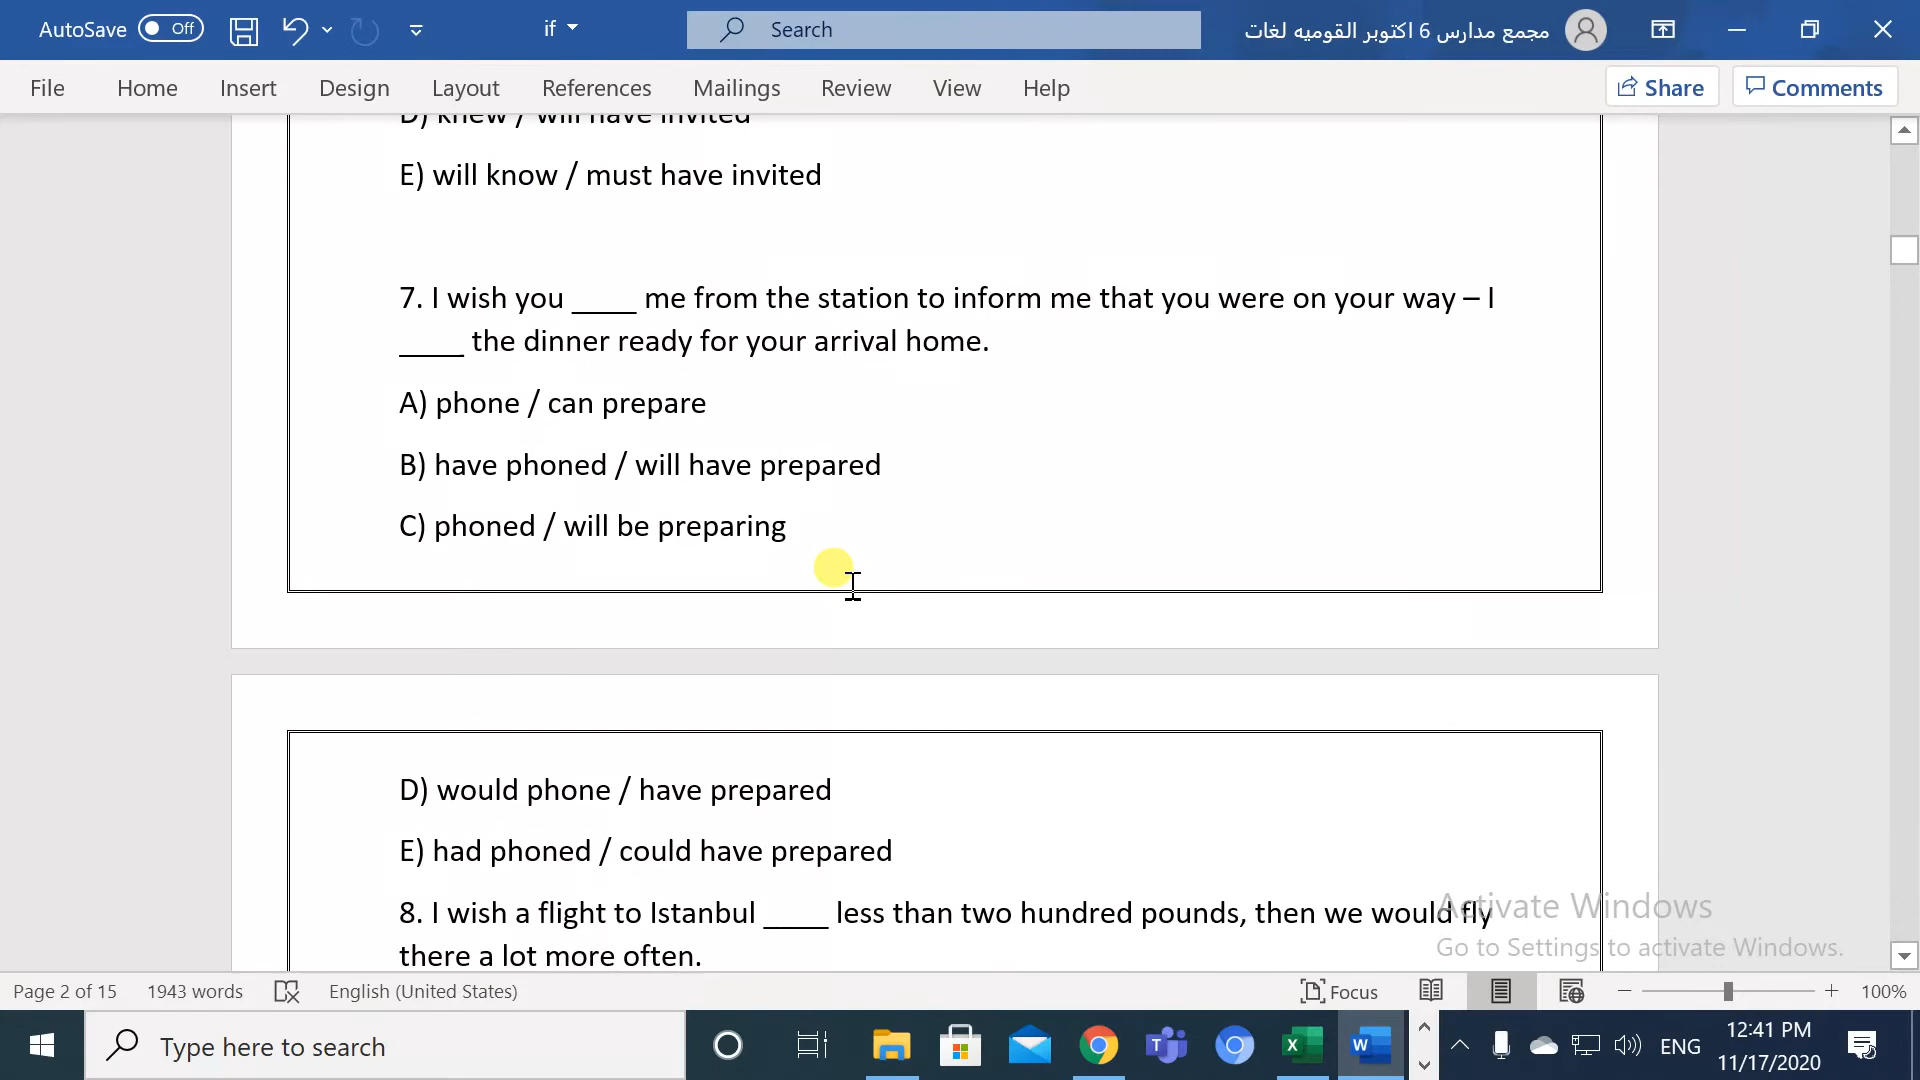 AutoSave Off if Search مجمع مدارس 6 اكتوبر القوميه لغات
File Home Insert Design Layout References Mailings Review View Help Share Comments
D) knew / will have invited
E) will know / must have invited
7. I wish you ____ me from the station to inform me that you were on your way – I
____ the dinner ready for your arrival home.
A) phone / can prepare
B) have phoned / will have prepared
C) phoned / will be preparing
D) would phone / have prepared
E) had phoned / could have prepared
8. I wish a flight to Istanbul ____ less than two hundred pounds, then we would fly
there a lot more often.
Activate Windows
Go to Settings to activate Windows.
Page 2 of 15 1943 words English (United States) Focus 100%
Type here to search ENG 12:41 PM
11/17/2020